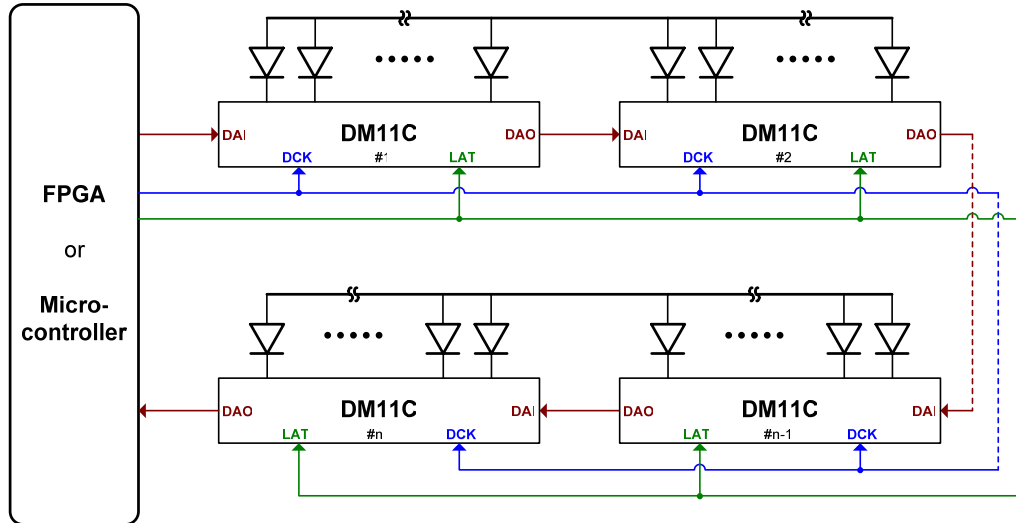 DM11C
DM11C
DAI
DAO
DAI
DAO
DCK
#1
LAT
DCK
#2
LAT
FPGA
or
Micro-
controller
DM11C
DM11C
DAO
DAI
DAO
DAI
LAT
#n
DCK
LAT
#n-1
DCK